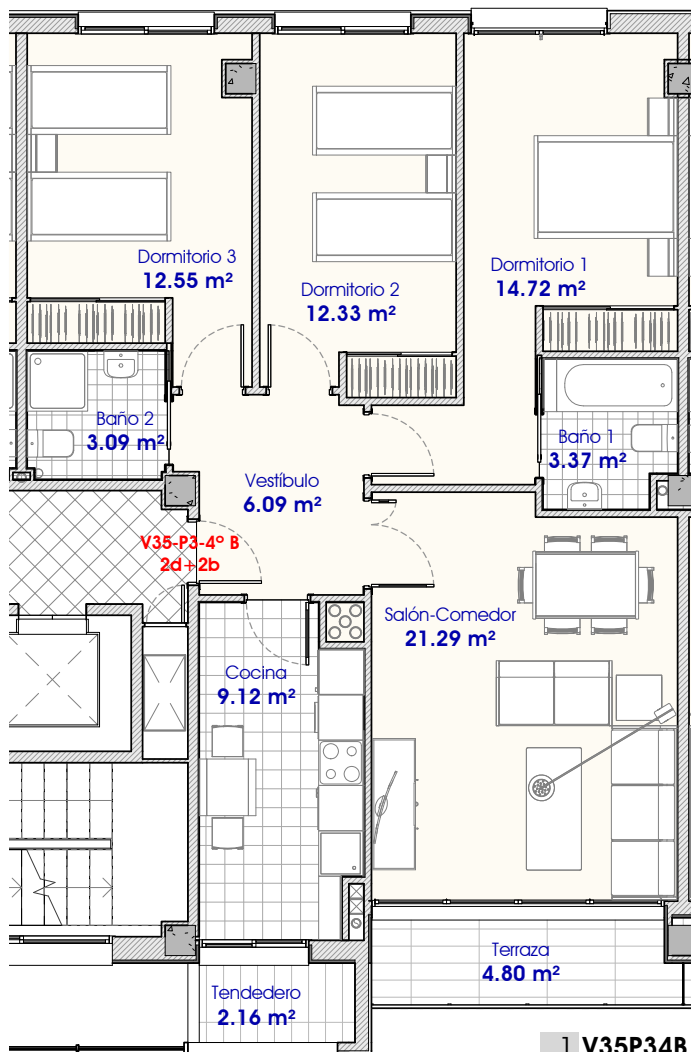 Dormitorio 3
12.55 m²
Dormitorio 2
12.33 m²
Dormitorio 1
14.72 m²
Baño 2
3.09 m²
Baño 1
3.37 m²
Vestíbulo
6.09 m²
V35-P3-4º B
2d+2b
Salón-Comedor
21.29 m²
Cocina
9.12 m²
Terraza
4.80 m²
Tendedero
2.16 m²
1 V35P34B